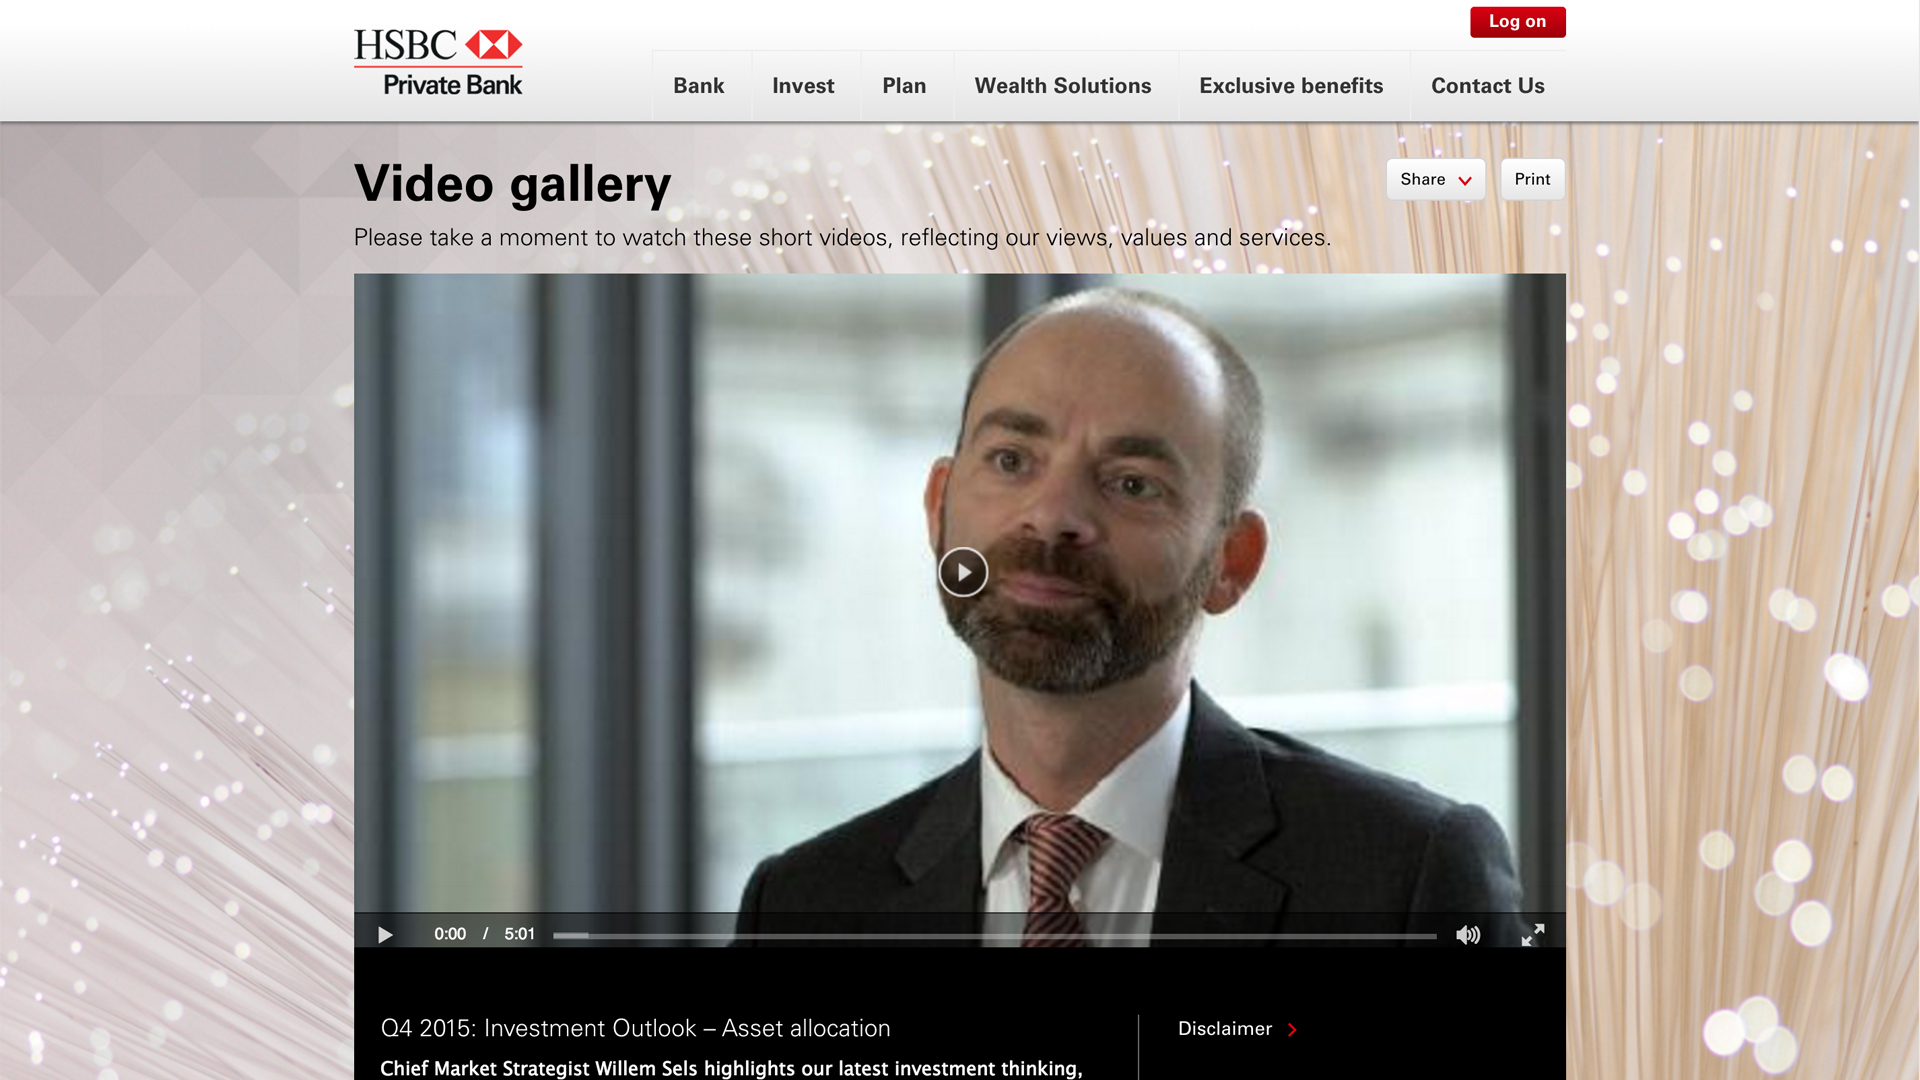 Log on
HSBC
Private Bank
Bank Invest Plan Wealth Solutions Exclusive benefits Contact Us
Video gallery
Share Print
Please take a moment to watch these short videos, reflecting our views, values and services.
0:00 / 5:01
Q4 2015: Investment Outlook – Asset allocation
Disclaimer
Chief Market Strategist Willem Sels highlights our latest investment thinking,